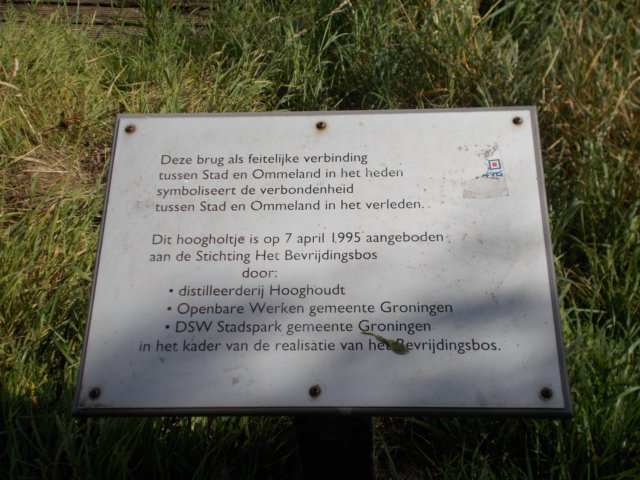 Deze brug als feitelijke verbinding
tussen Stad en Ommeland in het heden
symboliseert de verbondenheid
tussen Stad en Ommeland in het verleden.
Dit hoogholtje is op 7 april 1995 aangeboden
aan de Stichting Het Bevrijdingsbos
door:
• distilleerderij Hooghoudt
• Openbare Werken gemeente Groningen
• DSW Stadspark gemeente Groningen
in het kader van de realisatie van het Bevrijdingsbos.